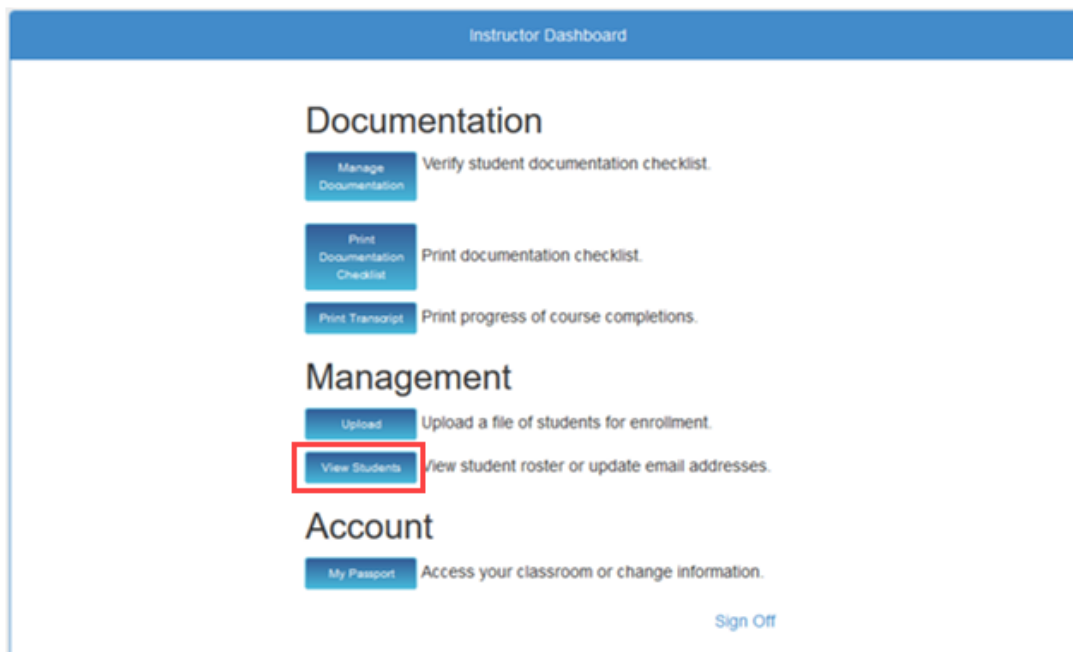 Instructor Dashboard
Documentation
Manage
Documentation
Verify student documentation checklist.
Print
Documentation
Checklist
Print documentation checklist.
Print Transcript
Print progress of course completions.
Management
Upload
Upload a file of students for enrollment.
View Students
View student roster or update email addresses.
Account
My Passport
Access your classroom or change information.
Sign Off